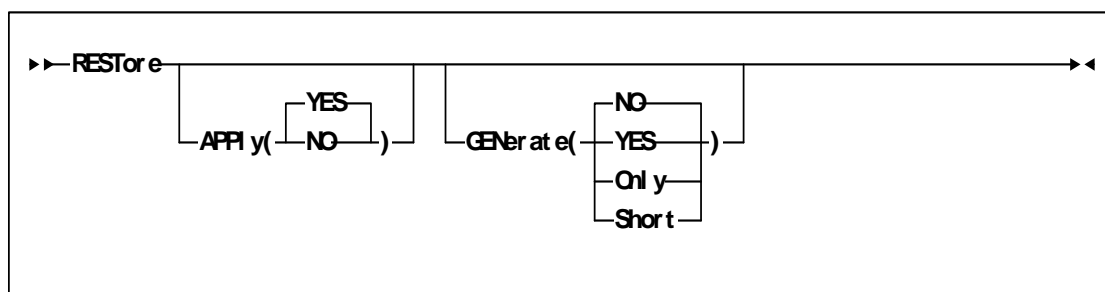 RESTore
YES NO
APPly( NO ) GENerate( YES )
Only
Short